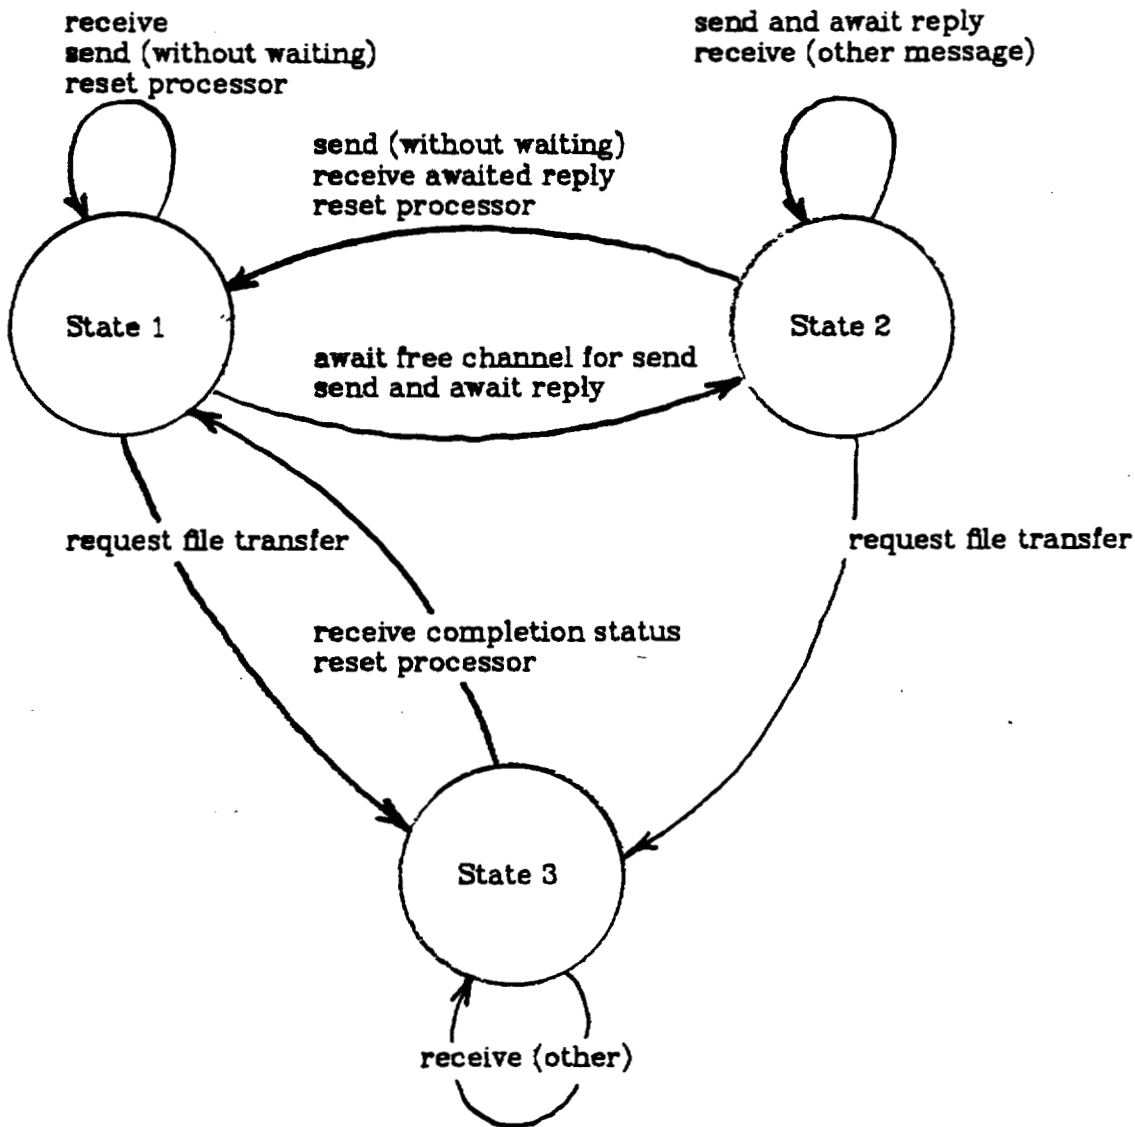 receive
send (without waiting)
reset processor
send and await reply
receive (other message)
send (without waiting)
receive awaited reply
reset processor
State 1
State 2
await free channel for send
send and await reply
request file transfer
request file transfer
receive completion status
reset processor
State 3
receive (other)